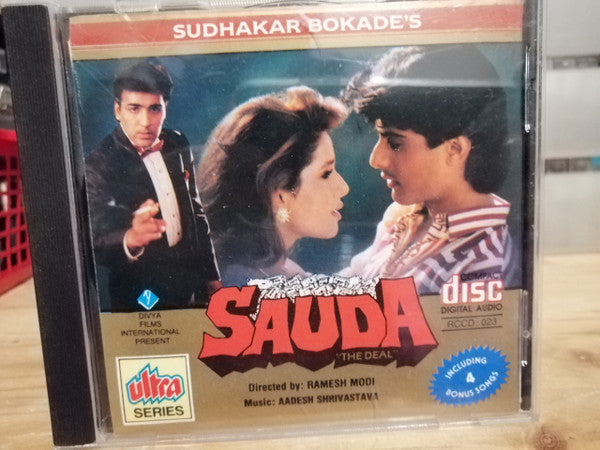 SUDHAKAR BOKADE'S
DIVYA
FILMS
INTERNATIONAL
PRESENT
SAUDA
"THE DEAL"
COMPACT
disc
DIGITAL AUDIO
RCCD 023
ultra
SERIES
Directed by: RAMESH MODI
Music: AADESH SHRIVASTAVA
INCLUDING
4
BONUS SONGS